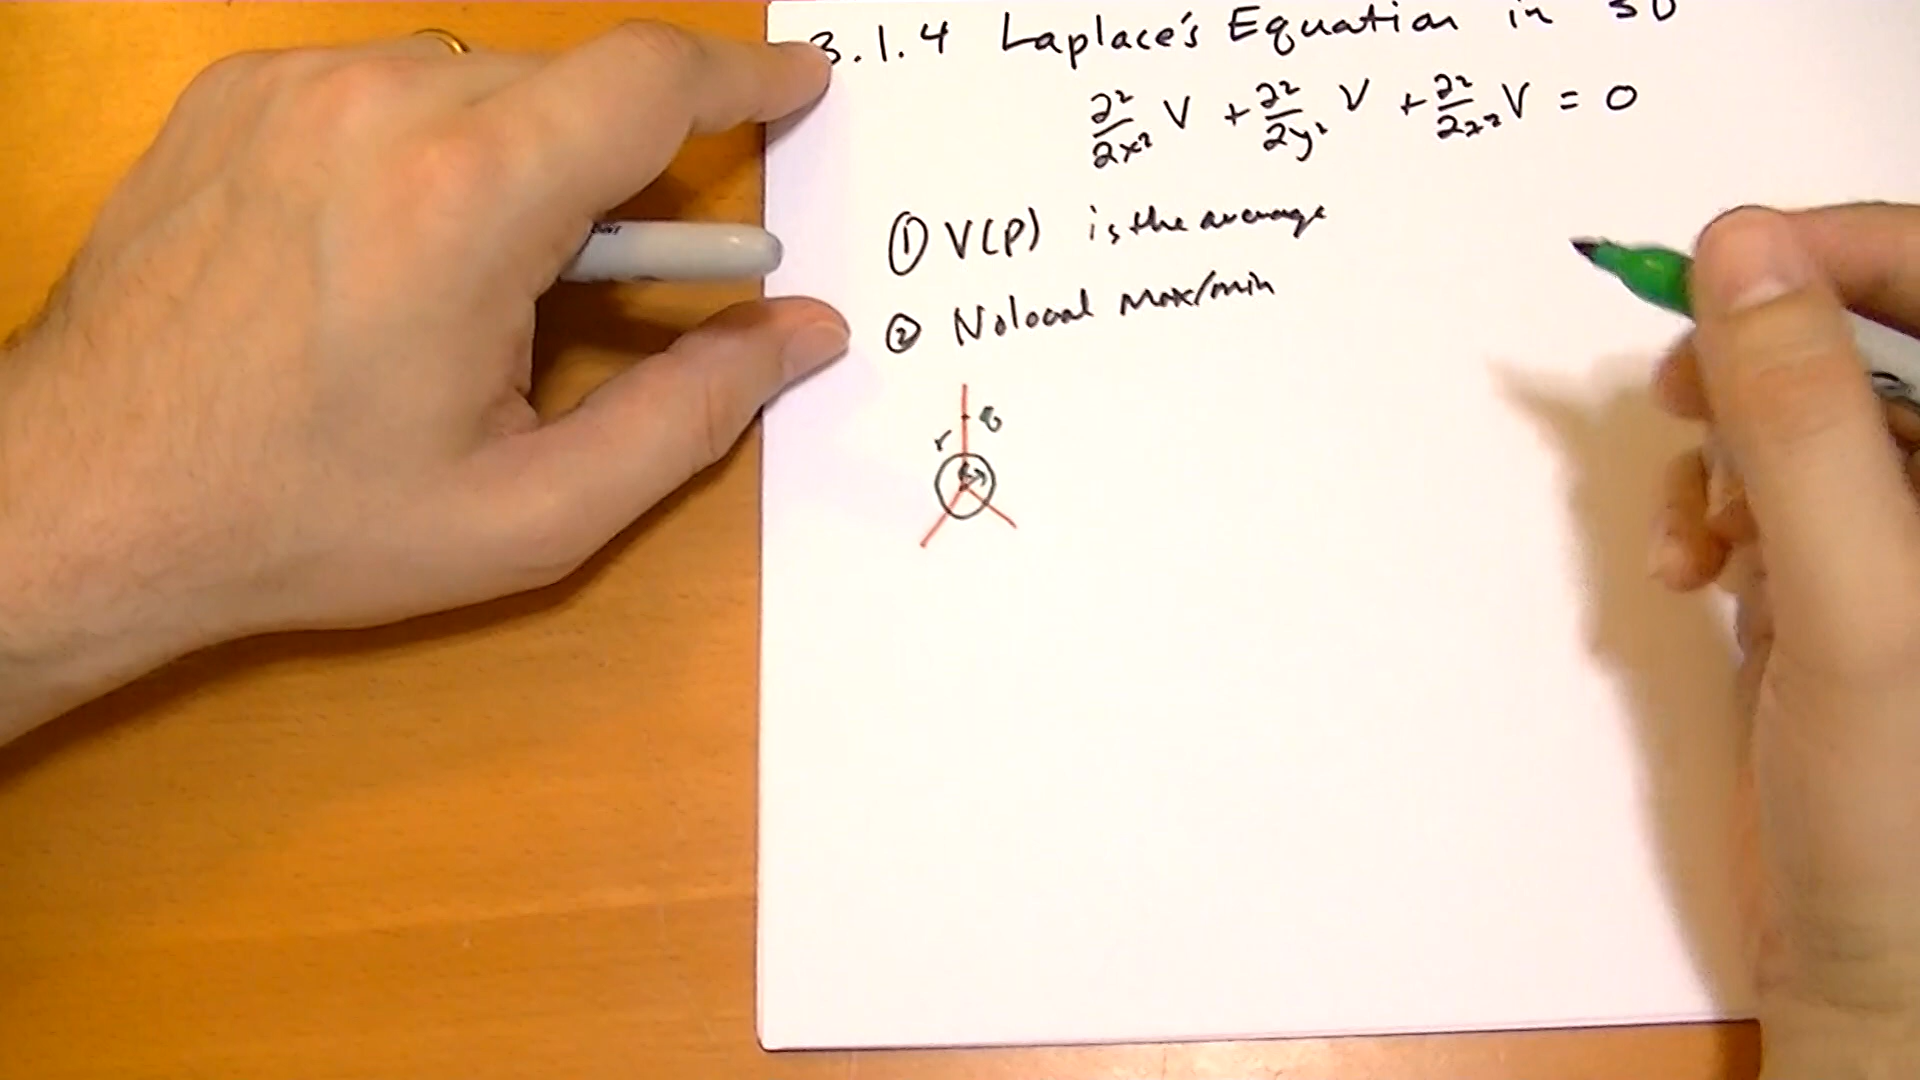 3.1.4 Laplace's Equation in 3D
∂²/∂x² V + ∂²/∂y² V + ∂²/∂z² V = 0
① V(P) is the average
② No local max/min
r